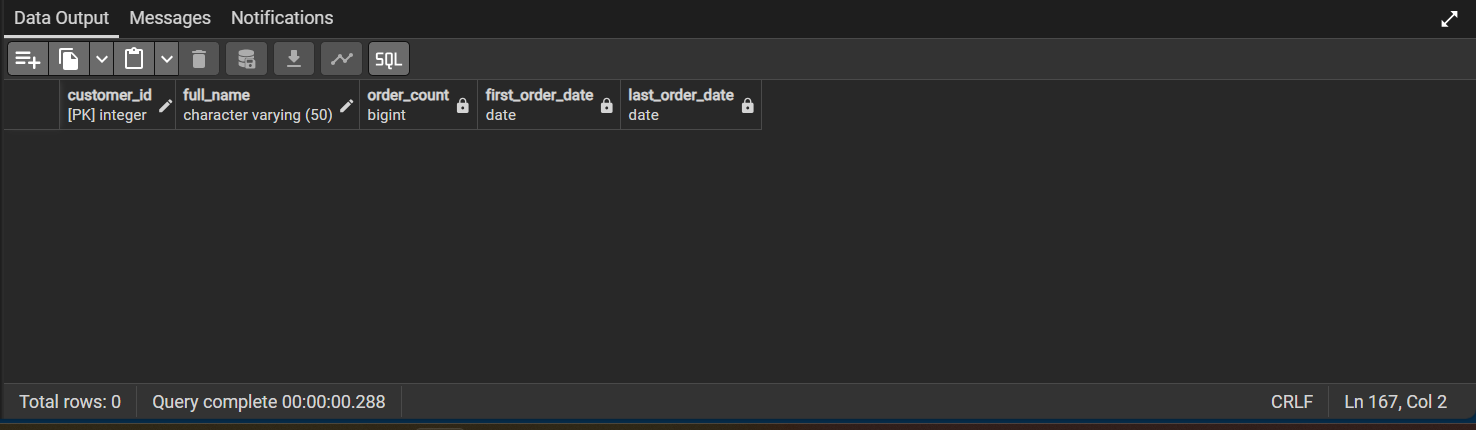 Data Output Messages Notifications
SQL
customer_id full_name order_count first_order_date last_order_date
[PK] integer character varying (50) bigint date date
Total rows: 0 Query complete 00:00:00.288 CRLF Ln 167, Col 2